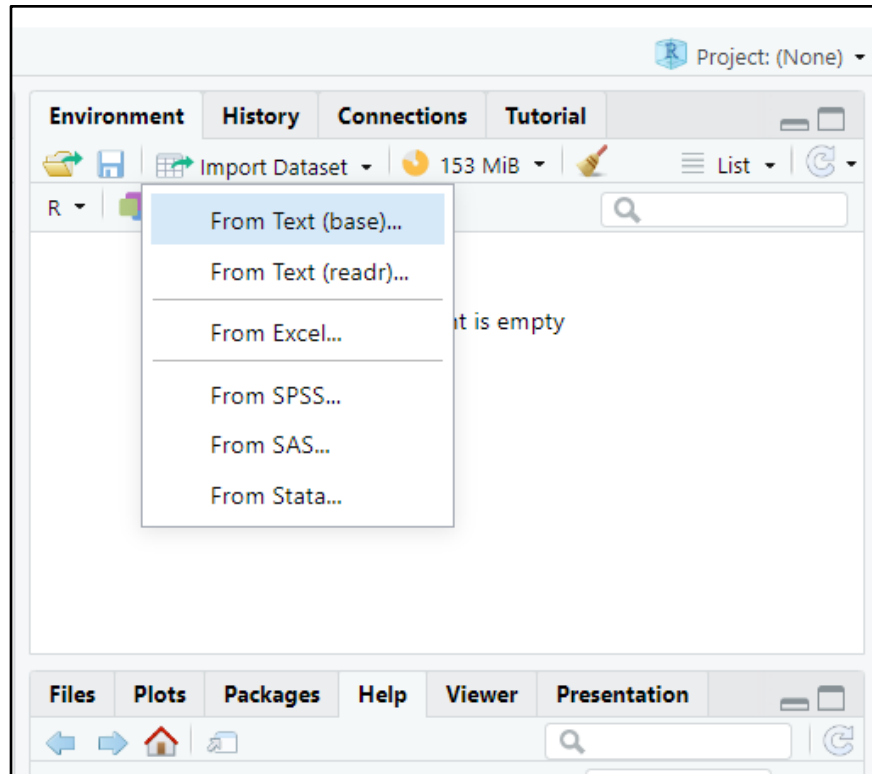 Project: (None)
Environment History Connections Tutorial
Import Dataset 153 MiB List
R
From Text (base)...
From Text (readr)...
From Excel...
is empty
From SPSS...
From SAS...
From Stata...
Files Plots Packages Help Viewer Presentation